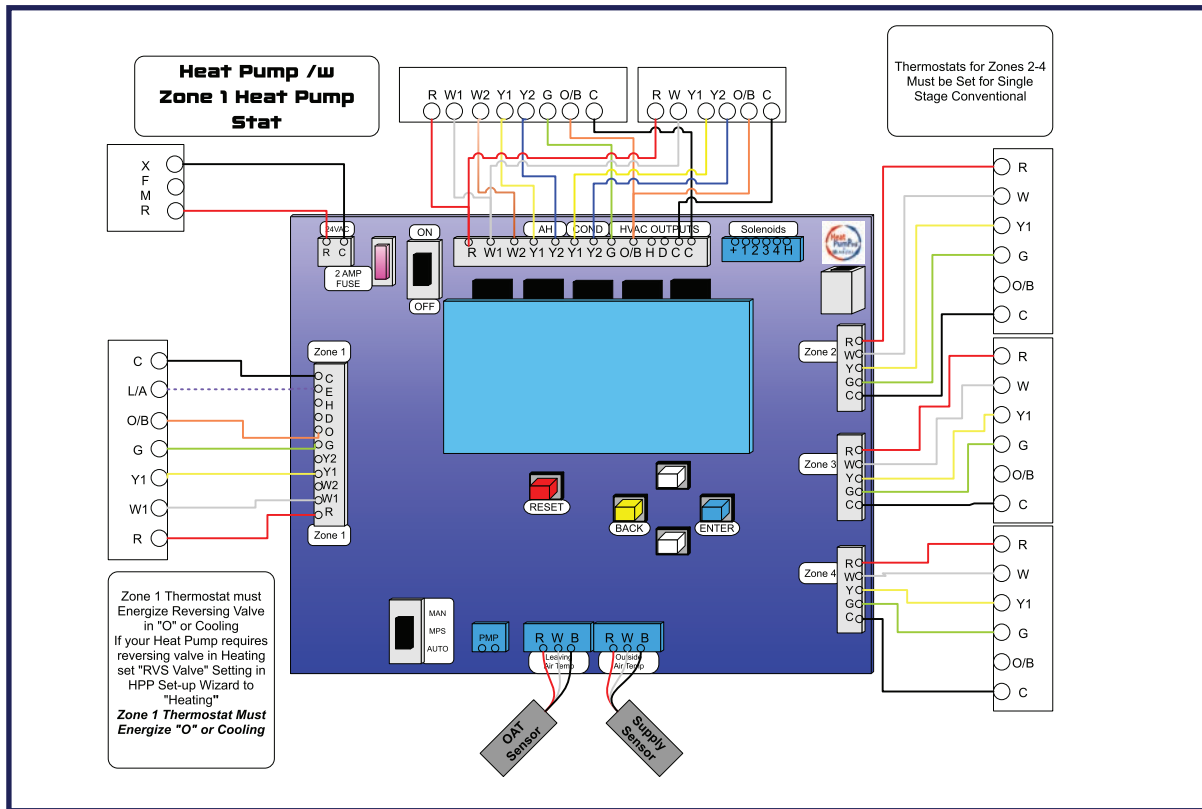 Heat Pump /w
Zone 1 Heat Pump
Stat
Thermostats for Zones 2-4
Must be Set for Single
Stage Conventional
R W1 W2 Y1 Y2 G O/B C
R W1 Y1 Y2 O/B C
X
F
M
R
24VAC
R C
2 AMP
FUSE
ON
OFF
AH COND HVAC OUTPUTS
R W1 W2 Y1 Y2 Y1 Y2 G O/B H D C C
Solenoids
+ 1 2 3 4 H
Heat
C
L/A
O/B
G
Y1
W1
R
Zone 1
C
E
H
D
O
G
Y2
Y1
W2
W1
R
Zone 1
RESET
BACK
ENTER
Zone 2
R
W
Y
G
C
Zone 3
R
W
Y
G
C
Zone 4
R
W
Y
G
C
R
W
Y1
G
O/B
C
R
W
Y1
G
O/B
C
R
W
Y1
G
O/B
C
MAN
MPS
AUTO
PMP
R W B
Leaving
Air Temp
R W B
Outside
Air Temp
OAT
Sensor
Supply
Sensor
Zone 1 Thermostat must
Energize Reversing Valve
in "O" or Cooling
If your Heat Pump requires
reversing valve in Heating
set "RVS Valve" Setting in
HPP Set-up Wizard to
"Heating"
Zone 1 Thermostat Must
Energize "O" or Cooling